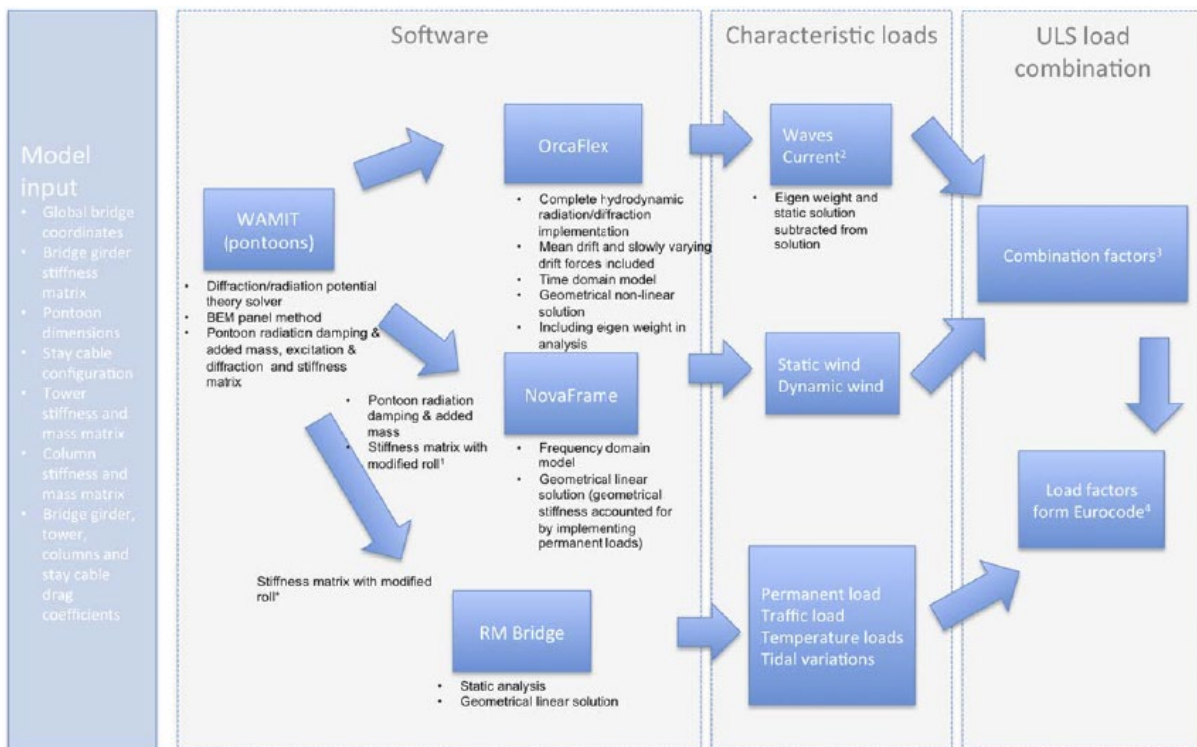 Software
Characteristic loads
ULS load
combination
Model
input
• Global bridge
coordinates
• Bridge girder
stiffness
matrix
• Pontoon
dimensions
• Stay cable
configuration
• Tower
stiffness and
mass matrix
• Column
stiffness and
mass matrix
• Bridge girder,
tower,
columns and
stay cable
drag
coefficients
WAMIT
(pontoons)
• Diffraction/radiation potential
theory solver
• BEM panel method
• Pontoon radiation damping &
added mass, excitation &
diffraction and stiffness
matrix
OrcaFlex
• Complete hydrodynamic
radiation/diffraction
implementation
• Mean drift and slowly varying
drift forces included
• Time domain model
• Geometrical non-linear
solution
• Including eigen weight in
analysis
• Pontoon radiation
damping & added
mass
• Stiffness matrix with
modified roll¹
NovaFrame
• Frequency domain
model
• Geometrical linear
solution (geometrical
stiffness accounted for
by implementing
permanent loads)
Stiffness matrix with modified
roll*
RM Bridge
• Static analysis
• Geometrical linear solution
Waves
Current²
• Eigen weight and
static solution
subtracted from
solution
Static wind
Dynamic wind
Permanent load
Traffic load
Temperature loads
Tidal variations
Combination factors³
Load factors
form Eurocode⁴